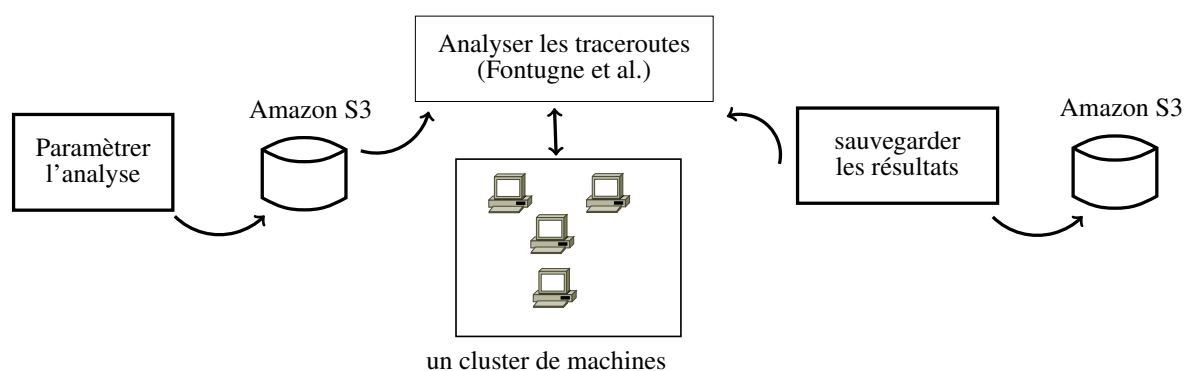 Analyser les traceroutes
(Fontugne et al.)
Amazon S3
Paramètrer
l'analyse
sauvegarder
les résultats
Amazon S3
un cluster de machines